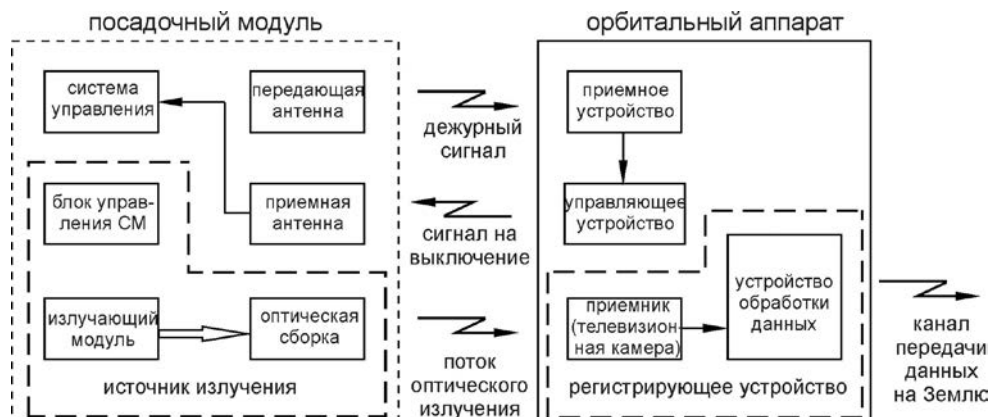 посадочный модуль
орбитальный аппарат
система
управления
передающая
антенна
дежурный
сигнал
приемное
устройство
блок управ-
ления СМ
приемная
антенна
сигнал на
выключение
управляющее
устройство
излучающий
модуль
оптическая
сборка
источник излучения
поток
оптического
излучения
приемник
(телевизион-
ная камера)
устройство
обработки
данных
регистрирующее устройство
канал
передачи
данных
на Землю